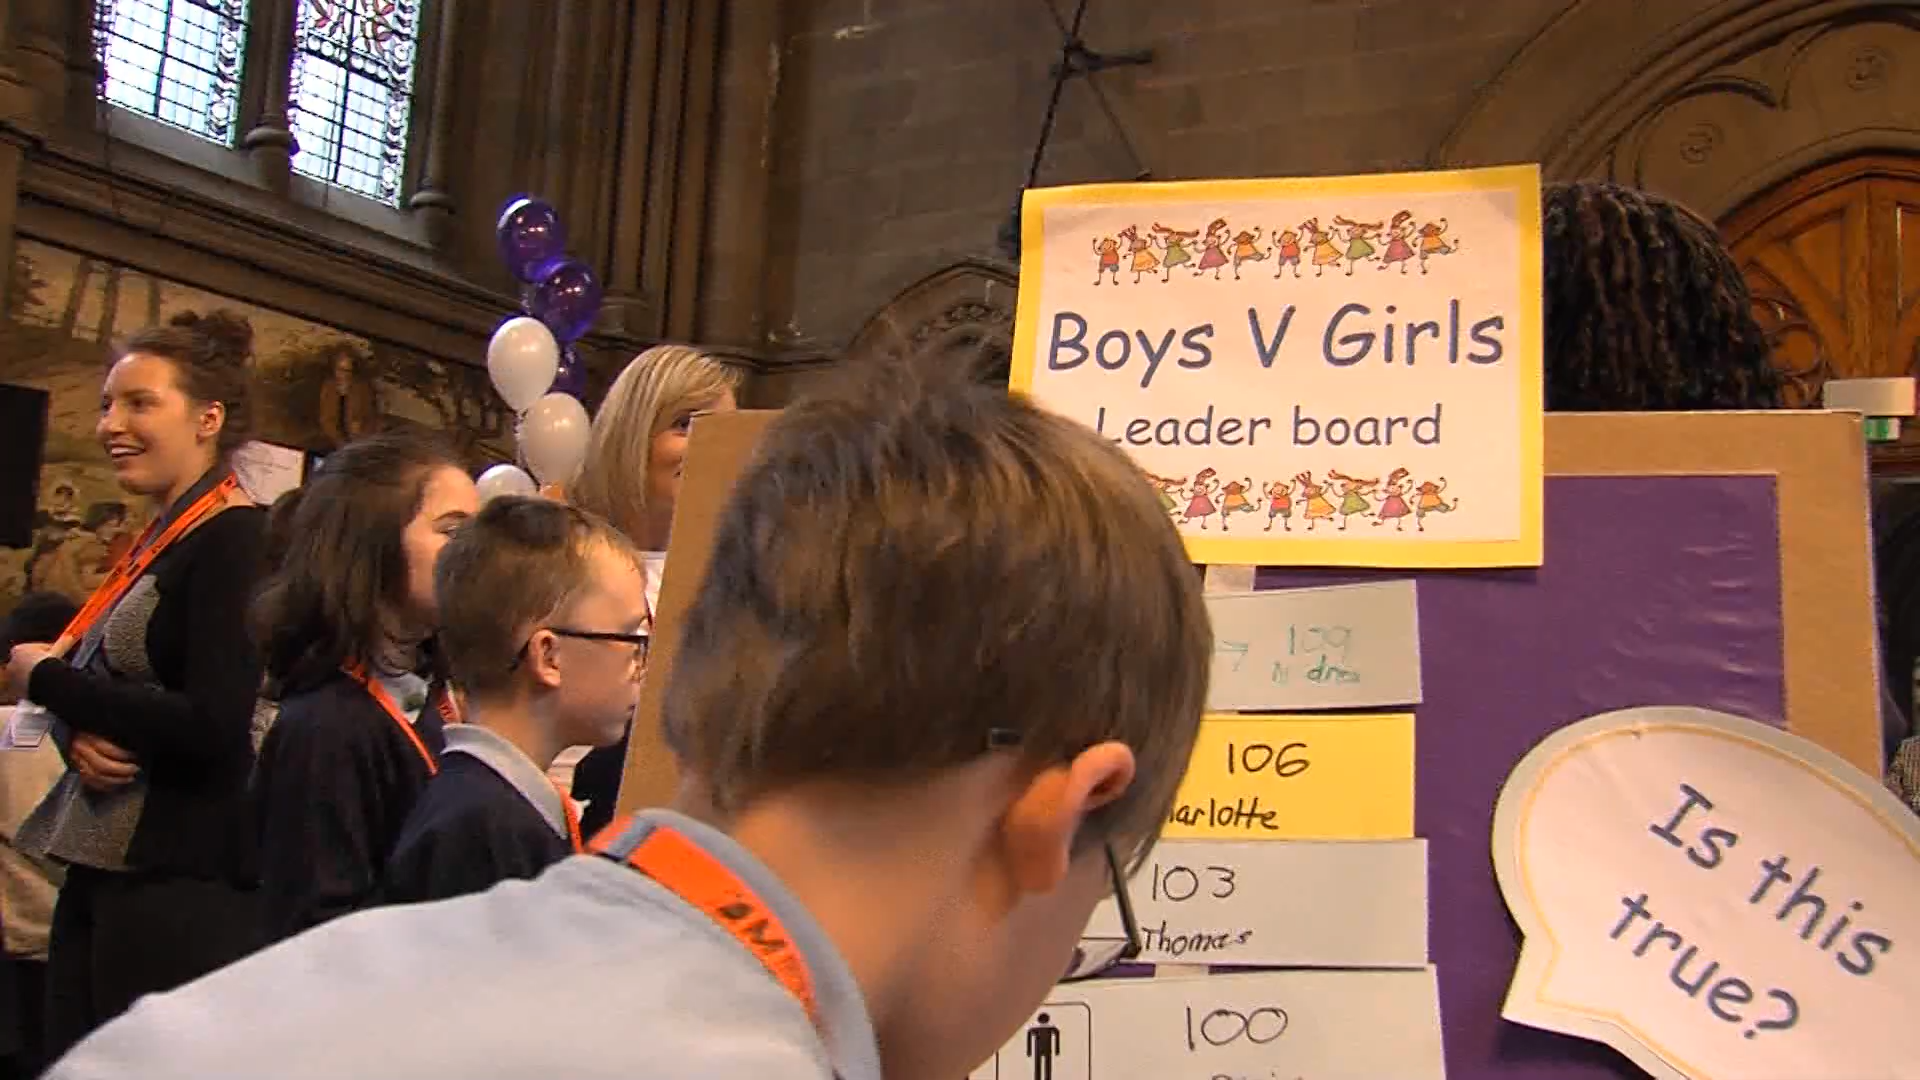 Boys V Girls
Leader board
109
106
arlotte
103
Thomas
100
Is this
true?